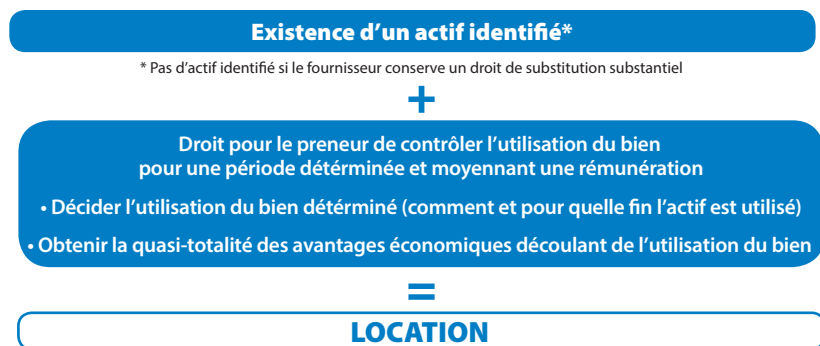 Existence d'un actif identifié*
* Pas d'actif identifié si le fournisseur conserve un droit de substitution substantiel
+
Droit pour le preneur de contrôler l'utilisation du bien
pour une période détérminée et moyennant une rémunération
• Décider l'utilisation du bien détérminé (comment et pour quelle fin l'actif est utilisé)
• Obtenir la quasi-totalité des avantages économiques découlant de l'utilisation du bien
=
LOCATION